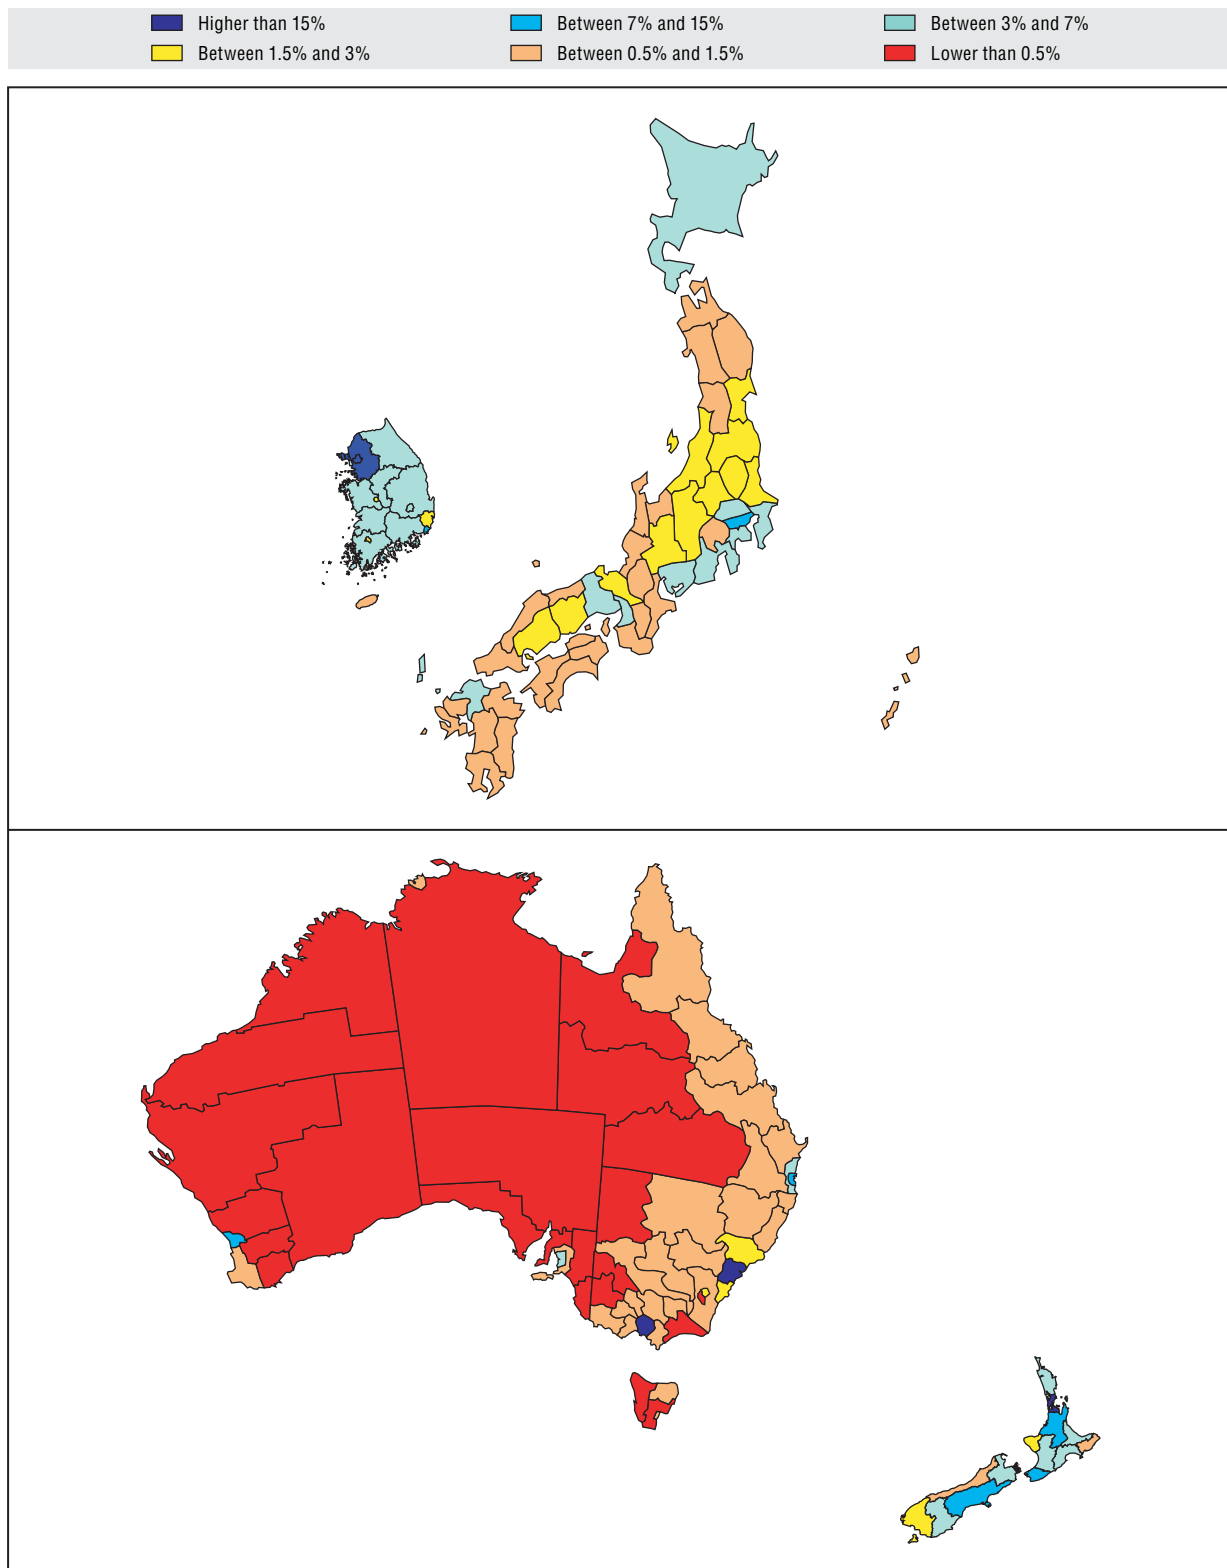 Higher than 15% Between 7% and 15% Between 3% and 7%
Between 1.5% and 3% Between 0.5% and 1.5% Lower than 0.5%